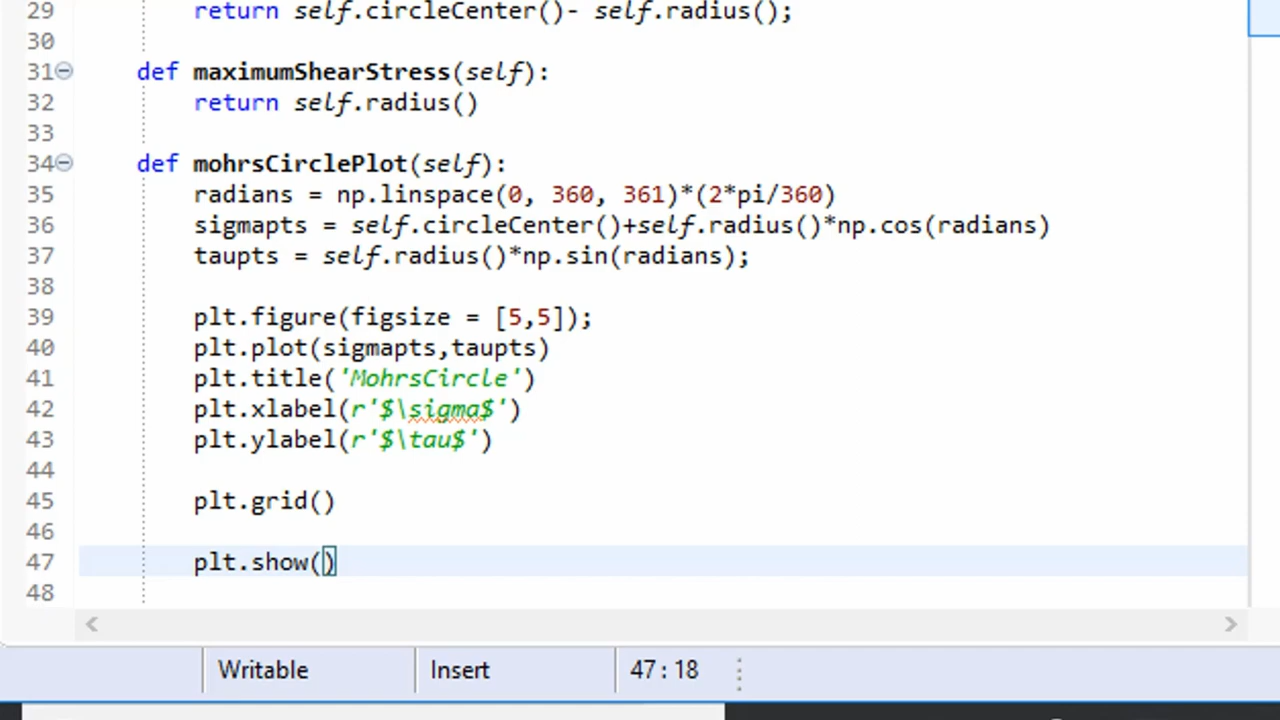 29 return self.circleCenter()- self.radius();
30
31 def maximumShearStress(self):
32 return self.radius()
33
34 def mohrsCirclePlot(self):
35 radians = np.linspace(0, 360, 361)*(2*pi/360)
36 sigmapts = self.circleCenter()+self.radius()*np.cos(radians)
37 taupts = self.radius()*np.sin(radians);
38
39 plt.figure(figsize = [5,5]);
40 plt.plot(sigmapts,taupts)
41 plt.title('MohrsCircle')
42 plt.xlabel(r'$\sigma$')
43 plt.ylabel(r'$\tau$')
44
45 plt.grid()
46
47 plt.show()
48
Writable Insert 47:18